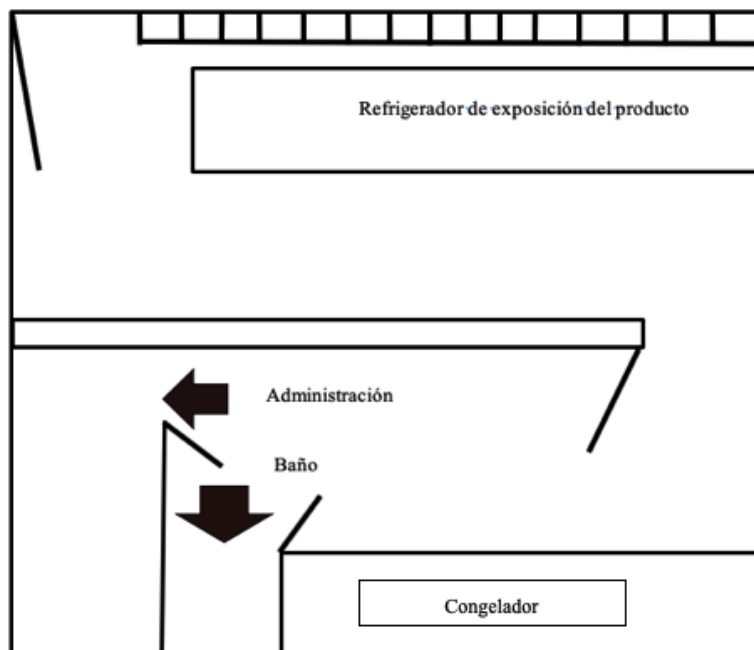 Refrigerador de exposición del producto
Administración
Baño
Congelador